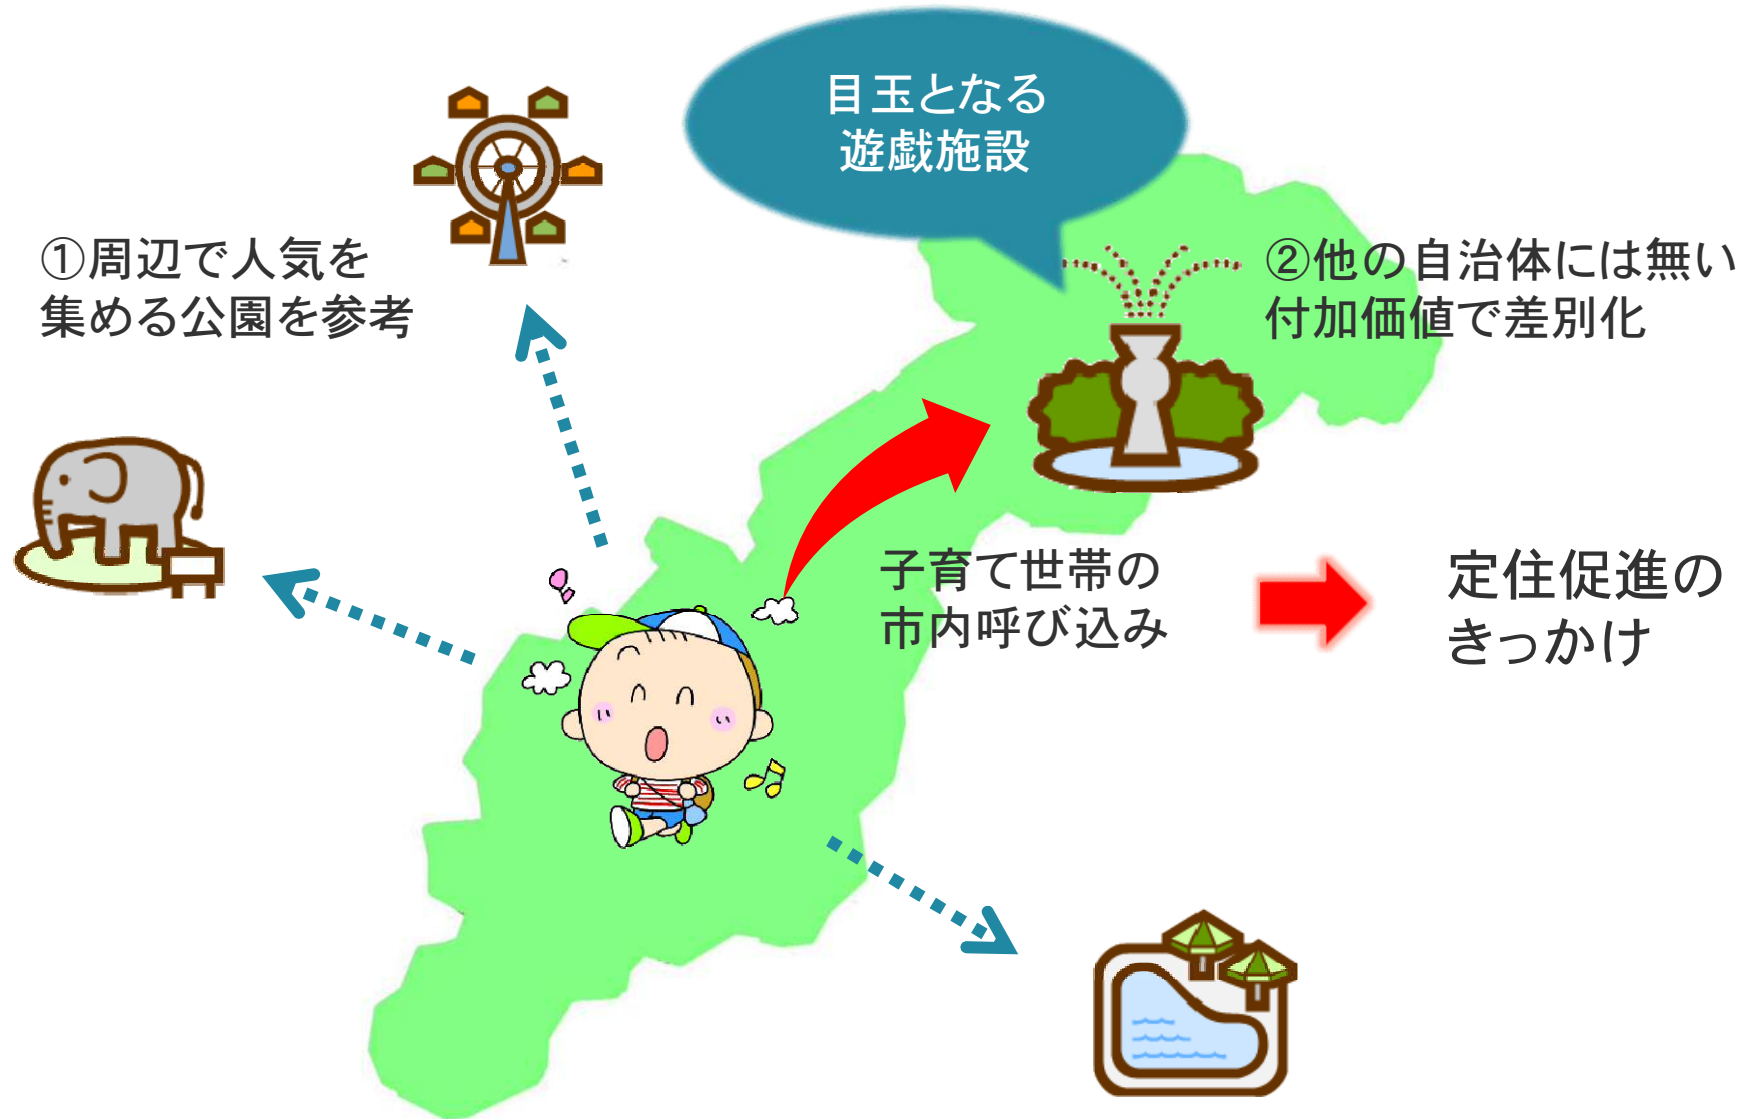 目玉となる
遊戯施設
①周辺で人気を
集める公園を参考
②他の自治体には無い
付加価値で差別化
子育て世帯の
市内呼び込み
定住促進の
きっかけ